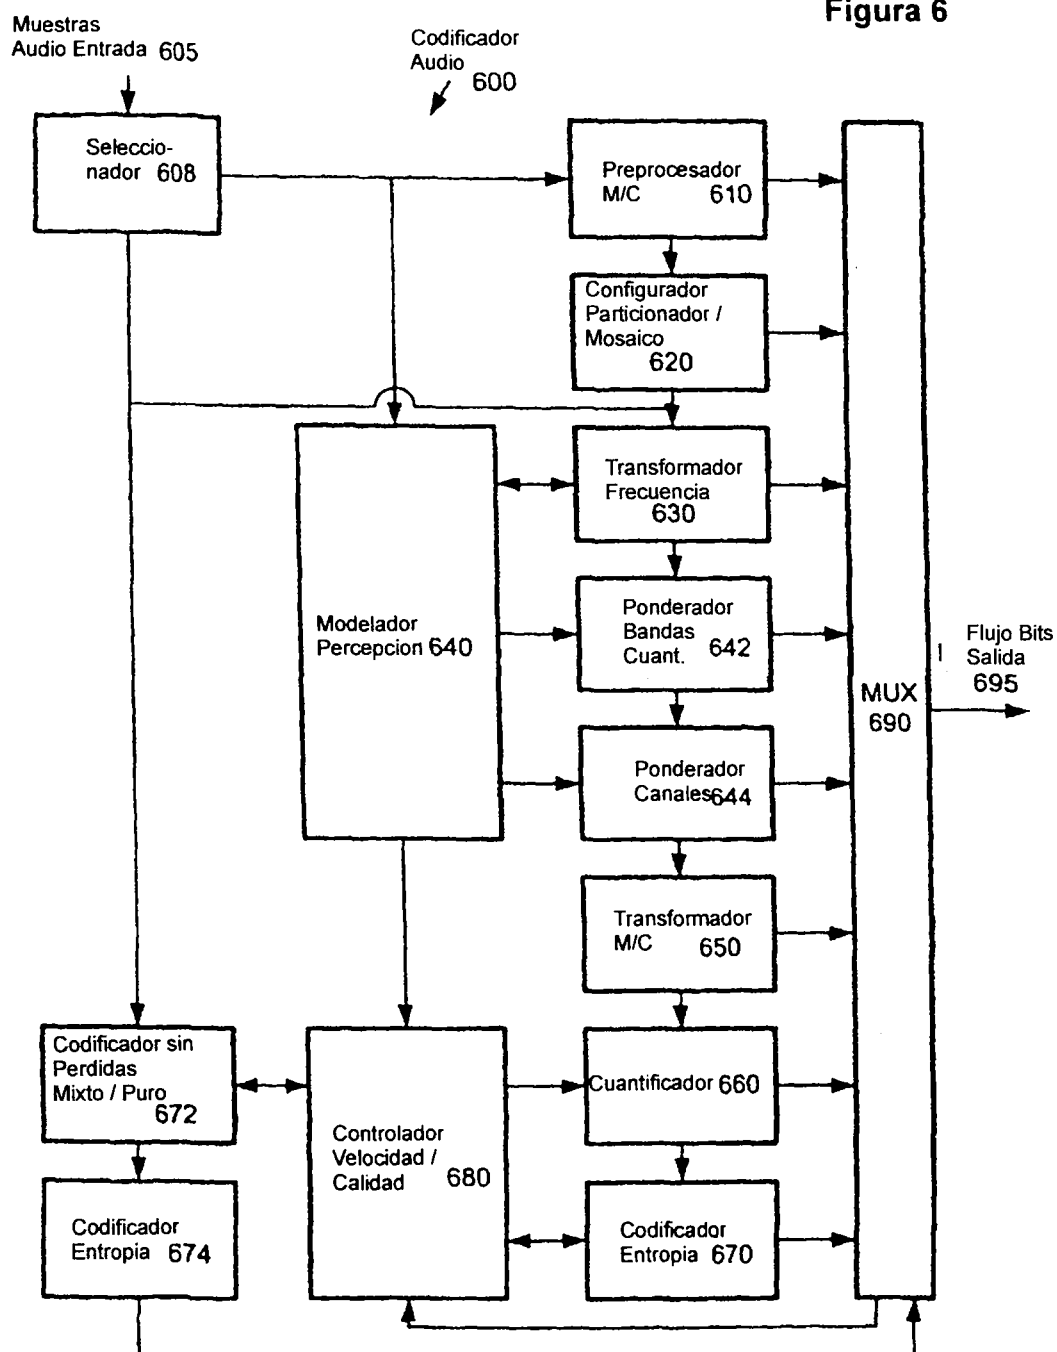 Figura 6
Muestras
Audio Entrada 605
Codificador
Audio
600
Seleccio-
nador 608
Preprocesador
M/C 610
Configurador
Particionador /
Mosaico
620
Transformador
Frecuencia
630
Modelador
Percepcion 640
Ponderador
Bandas
Cuant. 642
Flujo Bits
Salida
695
MUX
690
Ponderador
Canales 644
Transformador
M/C 650
Codificador sin
Perdidas
Mixto / Puro
672
Cuantificador 660
Controlador
Velocidad /
Calidad 680
Codificador
Entropia 674
Codificador
Entropia 670